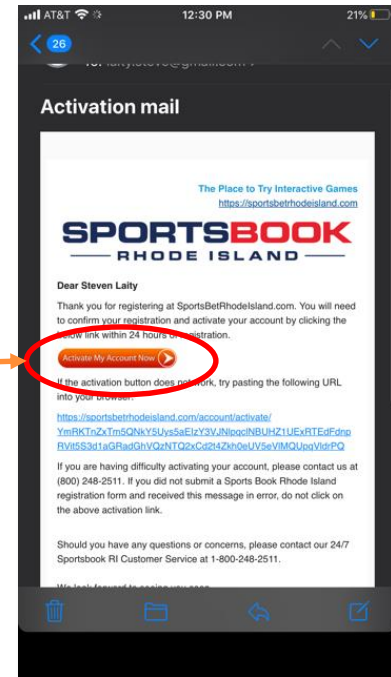 AT&T
12:30 PM
21%
26
Activation mail
The Place to Try Interactive Games
https://sportsbetrhodeisland.com
SPORTSBOOK
RHODE ISLAND
Dear Steven Laity
Thank you for registering at SportsBetRhodeIsland.com. You will need
to confirm your registration and activate your account by clicking the
below link within 24 hours of registration.
Activate My Account Now
If the activation button does not work, try pasting the following URL
into your browser:
https://sportsbetrhodeisland.com/account/activate/
If you are having difficulty activating your account, please contact us at
(800) 248-2511. If you did not submit a Sports Book Rhode Island
registration form and received this message in error, do not click on
the above activation link.
Should you have any questions or concerns, please contact our 24/7
Sportsbook RI Customer Service at 1-800-248-2511.